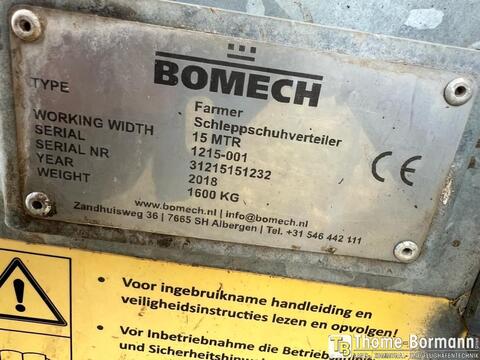 BOMECH
TYPE Farmer
Schleppschuhverteiler
WORKING WIDTH 15 MTR
SERIAL 1215-001
SERIAL NR 31215151232
YEAR 2018
WEIGHT 1600 KG
CE
www.bomech.nl | info@bomech.nl
Zandhuisweg 36 | 7665 SH Albergen | Tel. +31 546 442 111
• Voor ingebruikname handleiding en
veiligheidsinstructies lezen en opvolgen!
• Vor Inbetriebnahme die Betriebs
und Sicherheitshin
Thome-Bormann